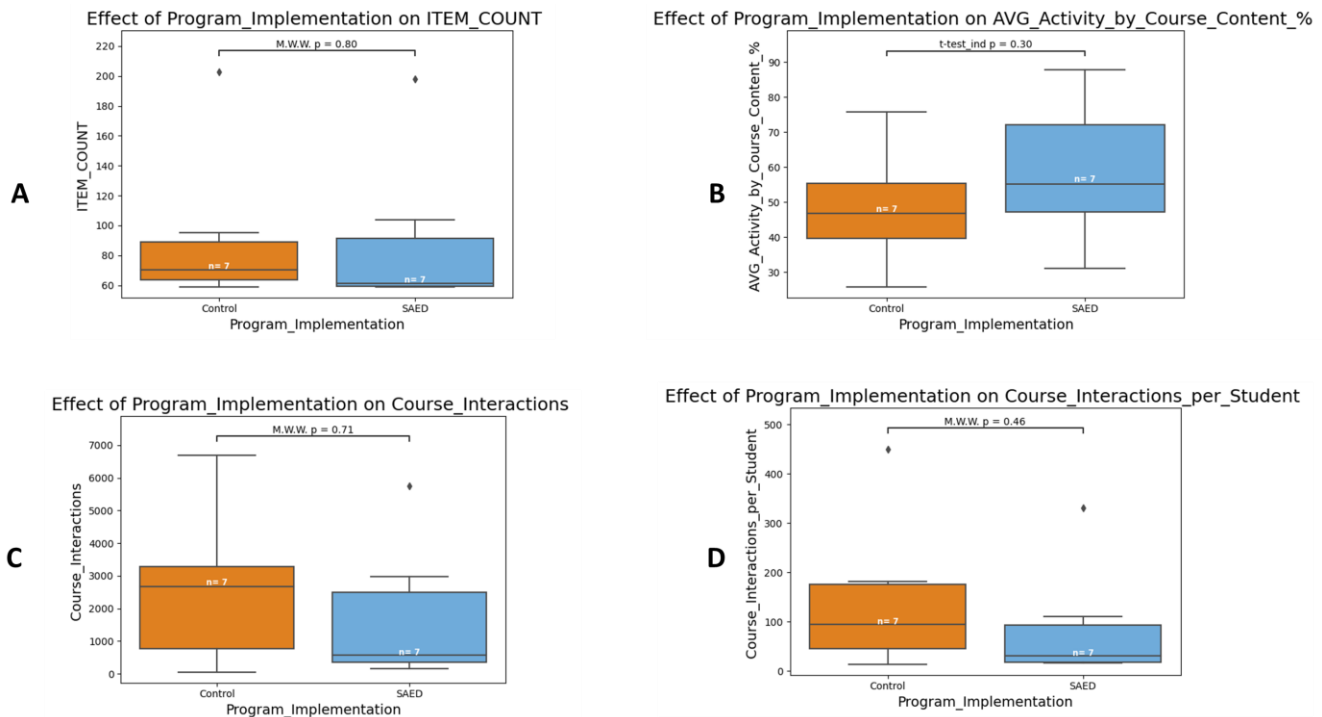 A
Effect of Program_Implementation on ITEM_COUNT
M.W.W. p = 0.80
220
200
180
160
140
120
100
80
60
ITEM_COUNT
n= 7
n= 7
Control
SAED
Program_Implementation
B
Effect of Program_Implementation on AVG_Activity_by_Course_Content_%
t-test_ind p = 0.30
90
80
70
60
50
40
30
AVG_Activity_by_Course_Content_%
n= 7
n= 7
Control
SAED
Program_Implementation
C
Effect of Program_Implementation on Course_Interactions
M.W.W. p = 0.71
7000
6000
5000
4000
3000
2000
1000
0
Course_Interactions
n= 7
n= 7
Control
SAED
Program_Implementation
D
Effect of Program_Implementation on Course_Interactions_per_Student
M.W.W. p = 0.46
500
400
300
200
100
0
Course_Interactions_per_Student
n= 7
n= 7
Control
SAED
Program_Implementation